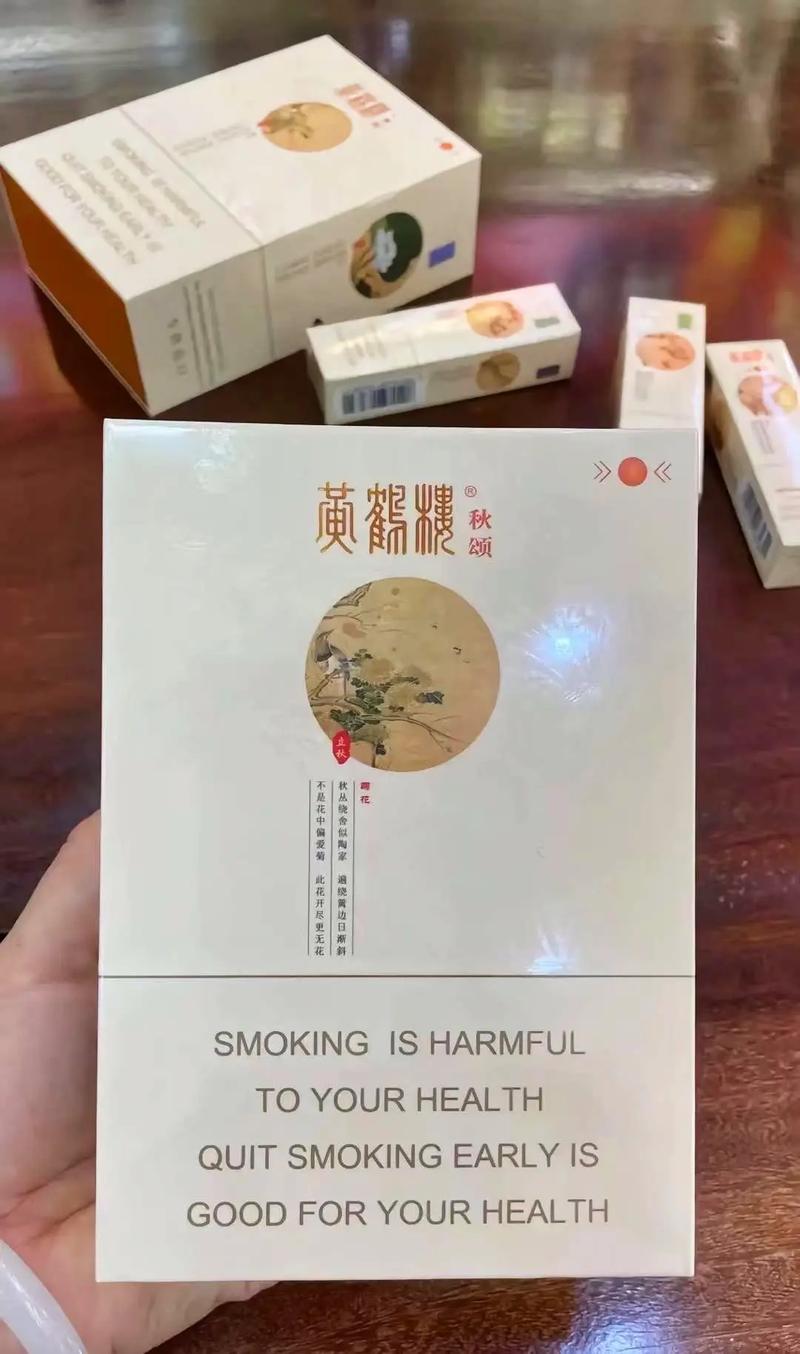 SMOKING IS HARMFUL
TO YOUR HEALTH
QUIT SMOKING EARLY IS
GOOD FOR YOUR HEALTH
黄鹤楼®
秋颂
立秋
菊花
秋丛绕舍似陶家 遍绕篱边日渐斜
不是花中偏爱菊 此花开尽更无花
SMOKING  IS HARMFUL
TO YOUR HEALTH
QUIT SMOKING EARLY IS
GOOD FOR YOUR HEALTH